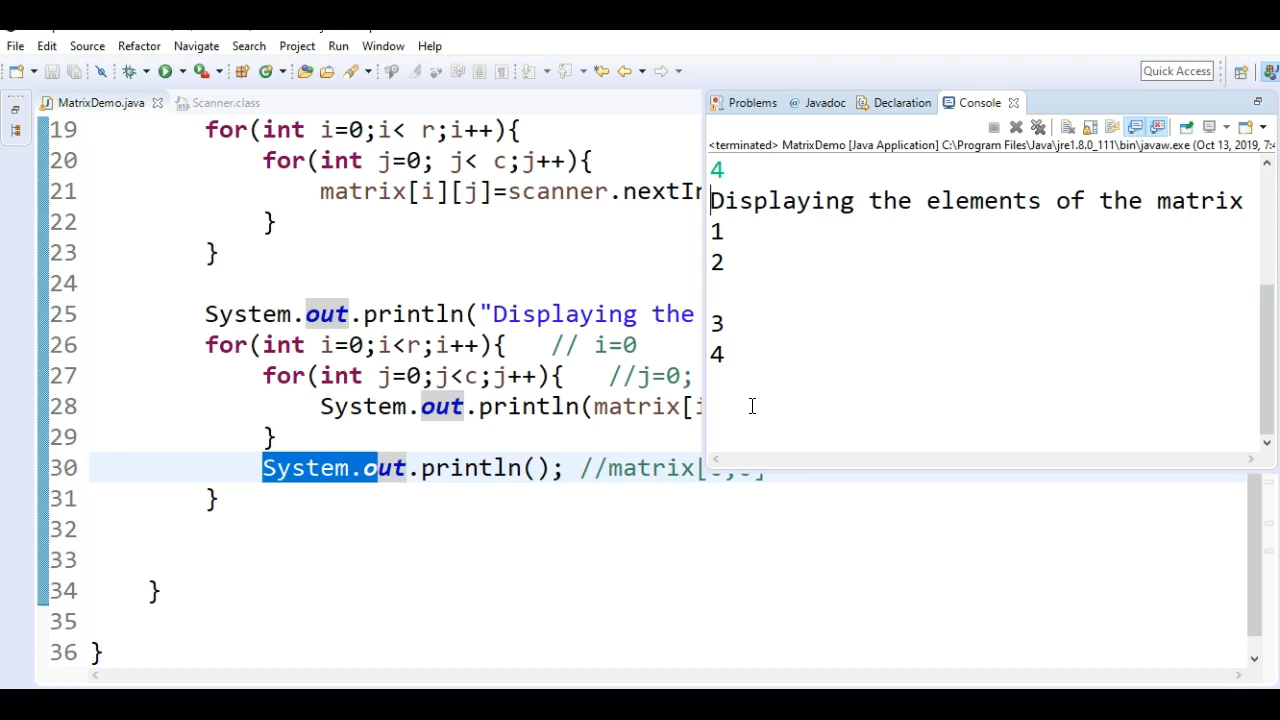 File Edit Source Refactor Navigate Search Project Run Window Help
Quick Access
MatrixDemo.java Scanner.class
Problems @ Javadoc Declaration Console
<terminated> MatrixDemo [Java Application] C:\Program Files\Java\jre1.8.0_111\bin\javaw.exe (Oct 13, 2019, 7:4
19 for(int i=0;i< r;i++){
20 for(int j=0; j< c;j++){
21 matrix[i][j]=scanner.nextIn
22 }
23 }
24
25 System.out.println("Displaying the
26 for(int i=0;i<r;i++){ // i=0
27 for(int j=0;j<c;j++){ //j=0;
28 System.out.println(matrix[i
29 }
30 System.out.println(); //matrix[
31 }
32
33
34 }
35
36 }
4
Displaying the elements of the matrix
1
2
3
4